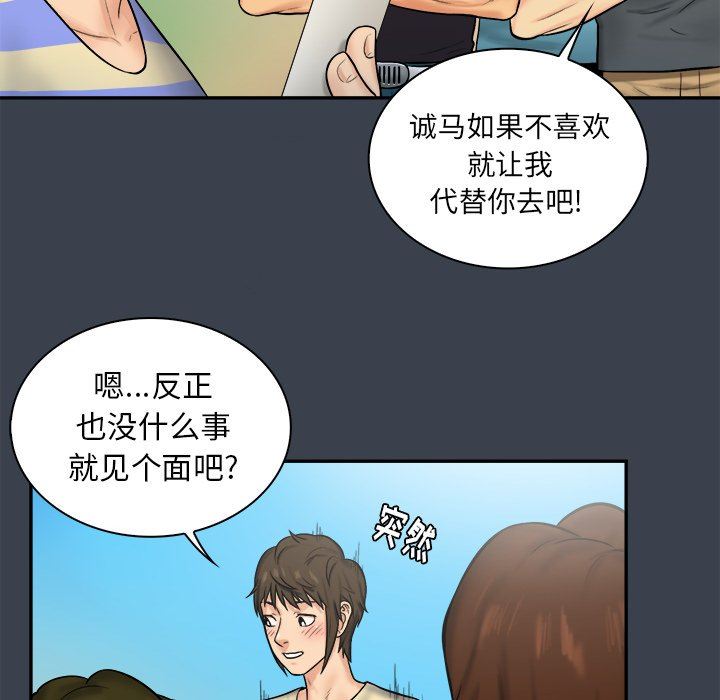 诚马如果不喜欢
就让我
代替你去吧!
嗯...反正
也没什么事
就见个面吧?
突然